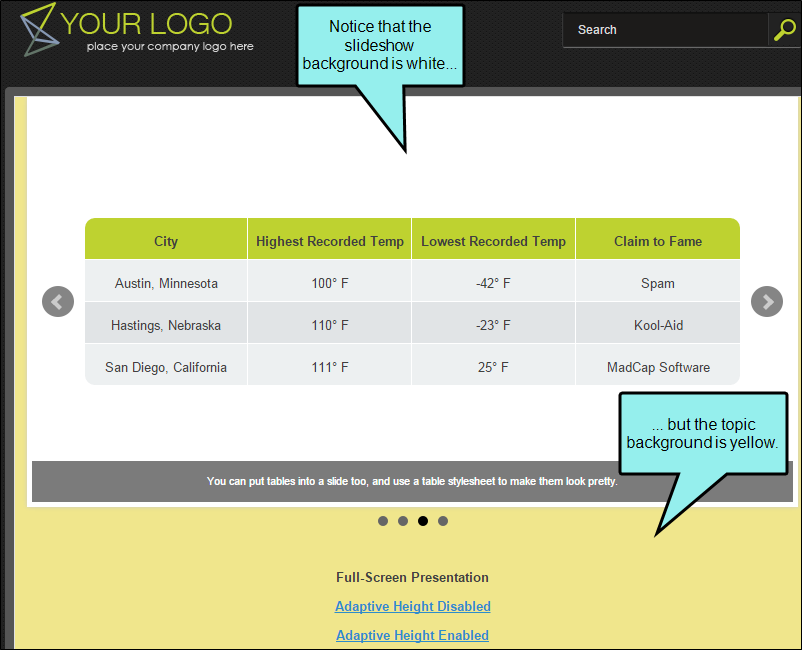 YOUR LOGO
place your company logo here
Notice that the
slideshow
background is white...
Search
City Highest Recorded Temp Lowest Recorded Temp Claim to Fame
Austin, Minnesota 100° F -42° F Spam
Hastings, Nebraska 110° F -23° F Kool-Aid
San Diego, California 111° F 25° F MadCap Software
... but the topic
background is yellow.
You can put tables into a slide too, and use a table stylesheet to make them look pretty.
Full-Screen Presentation
Adaptive Height Disabled
Adaptive Height Enabled